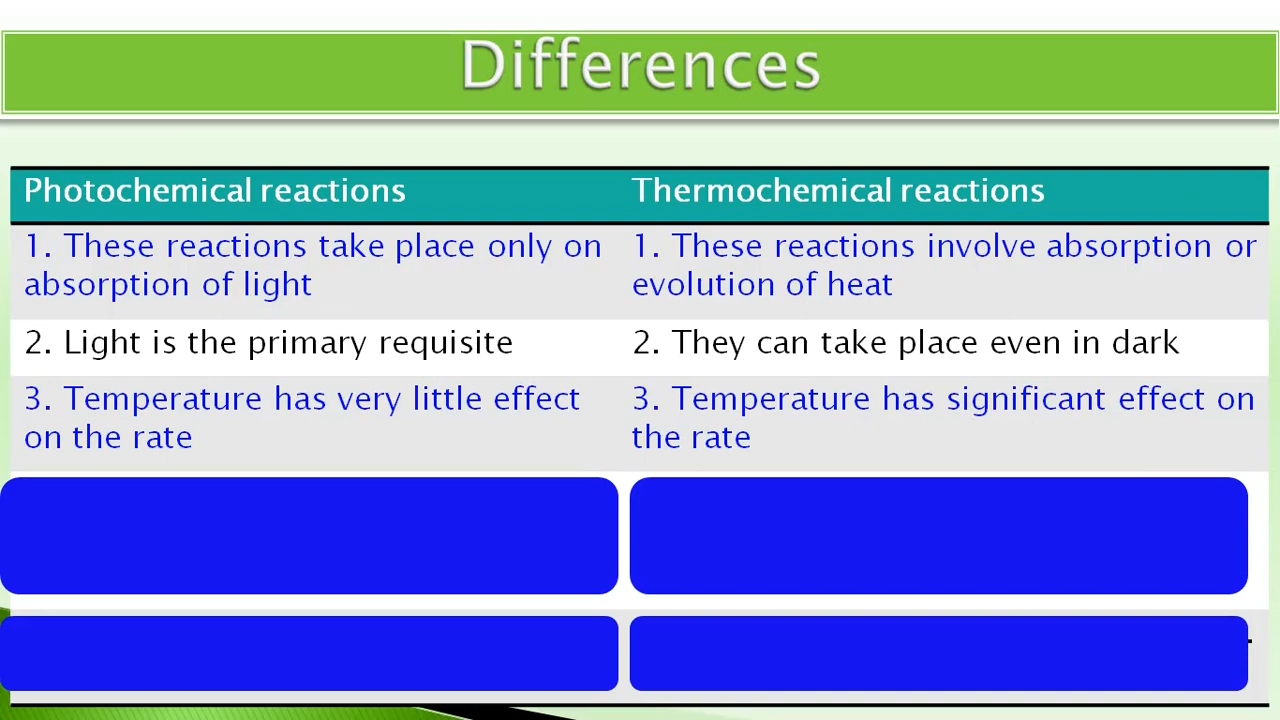 Differences
Photochemical reactions
Thermochemical reactions
1. These reactions take place only on
absorption of light
1. These reactions involve absorption or
evolution of heat
2. Light is the primary requisite
2. They can take place even in dark
3. Temperature has very little effect
on the rate
3. Temperature has significant effect on
the rate